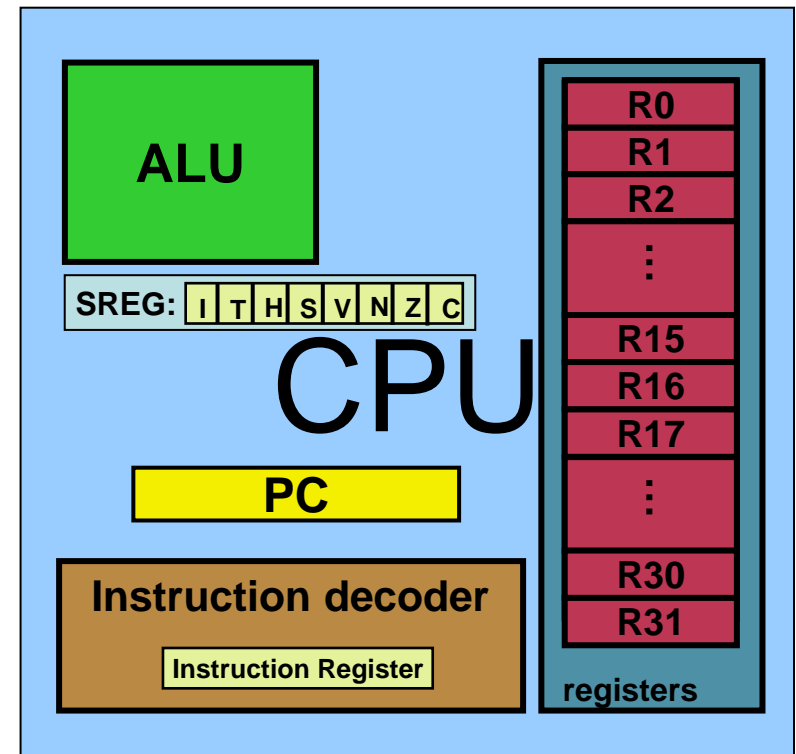 ALU
SREG: I T H S V N Z C
CPU
PC
Instruction decoder
Instruction Register
R0
R1
R2
⋮
R15
R16
R17
⋮
R30
R31
registers